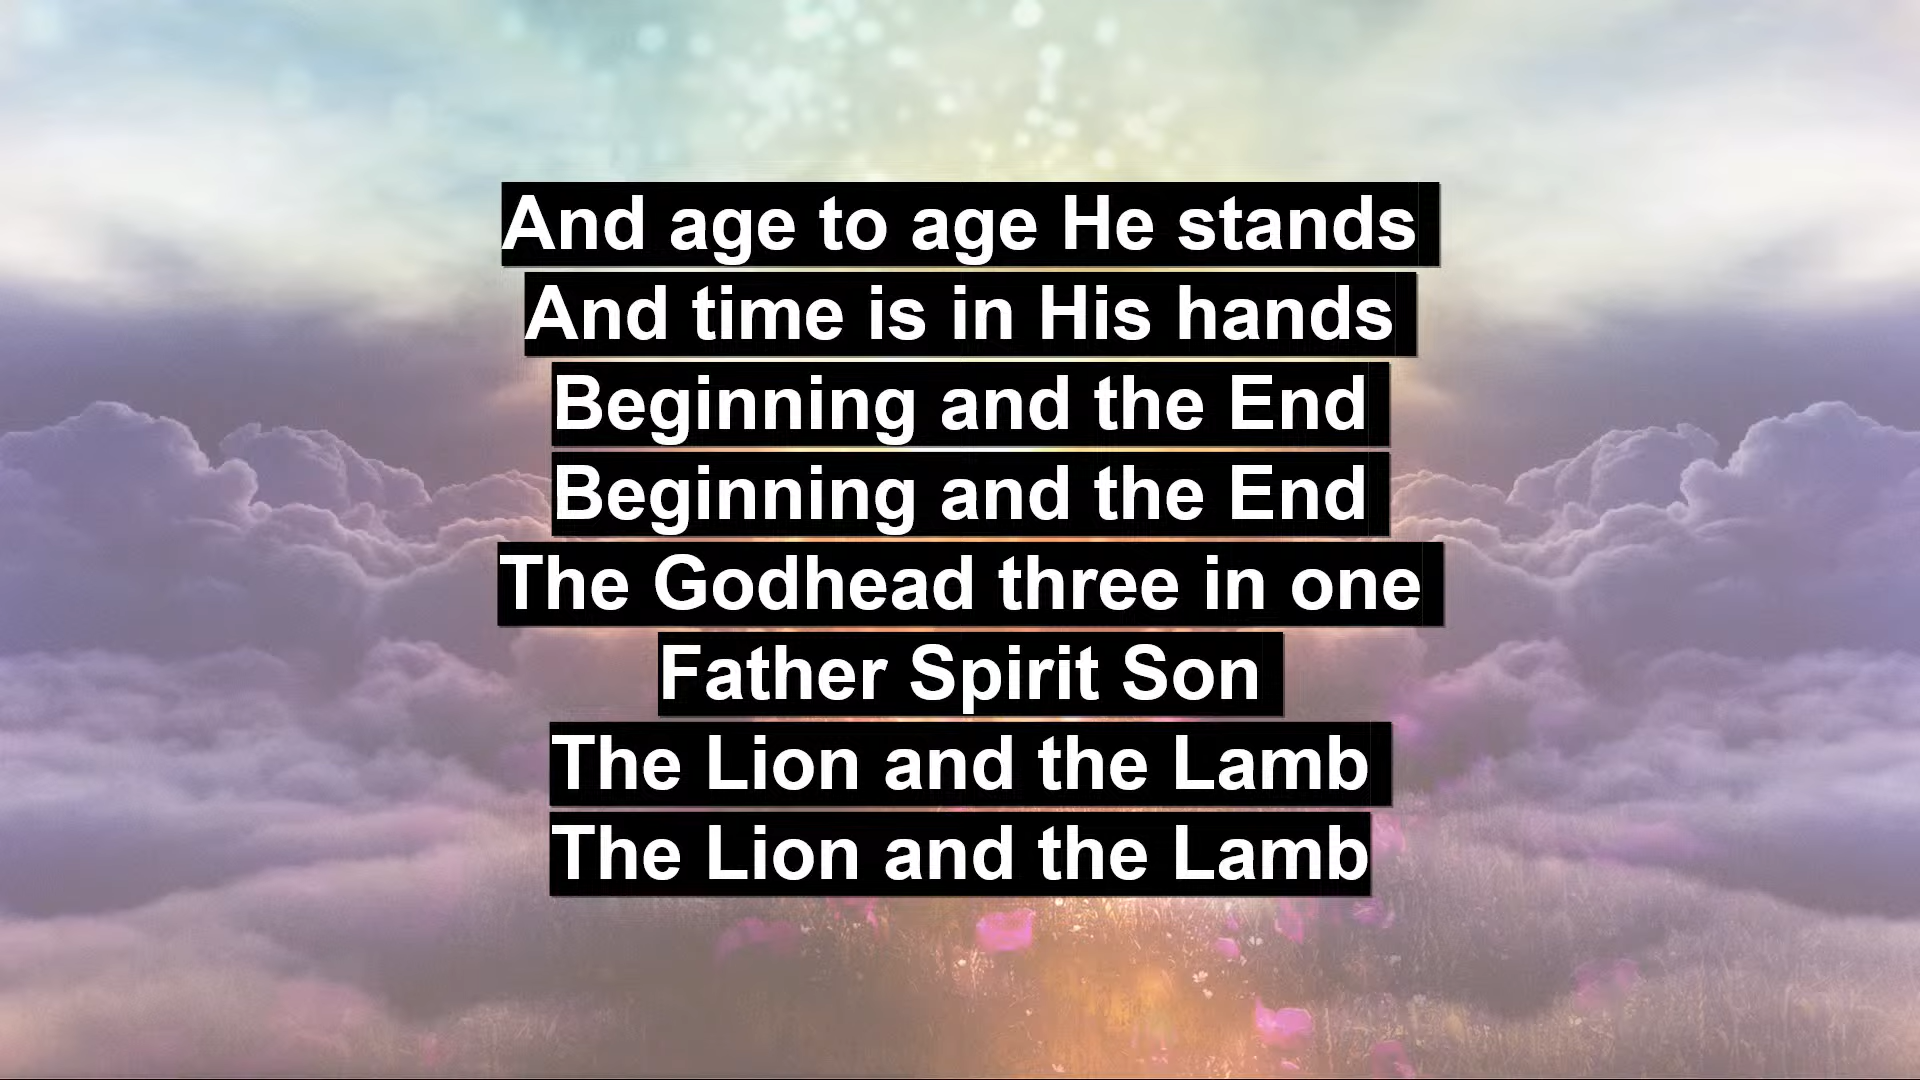 And age to age He stands
And time is in His hands
Beginning and the End
Beginning and the End
The Godhead three in one
Father Spirit Son
The Lion and the Lamb
The Lion and the Lamb